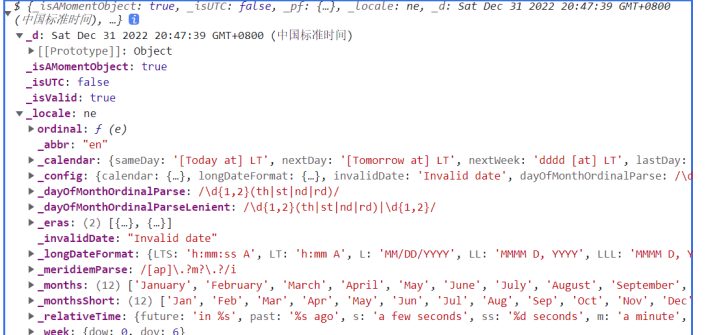 $ {_isAMomentObject: true, _isUTC: false, _pf: {…}, _locale: ne, _d: Sat Dec 31 2022 20:47:39 GMT+0800
(中国标准时间), …}
_d: Sat Dec 31 2022 20:47:39 GMT+0800 (中国标准时间)
[[Prototype]]: Object
_isAMomentObject: true
_isUTC: false
_isValid: true
_locale: ne
ordinal: ƒ (e)
_abbr: "en"
_calendar: {sameDay: '[Today at] LT', nextDay: '[Tomorrow at] LT', nextWeek: 'dddd [at] LT', lastDay:
_config: {calendar: {…}, longDateFormat: {…}, invalidDate: 'Invalid date', dayOfMonthOrdinalParse: /\d
_dayOfMonthOrdinalParse: /\d{1,2}(th|st|nd|rd)/
_dayOfMonthOrdinalParseLenient: /\d{1,2}(th|st|nd|rd)|\d{1,2}/
_eras: (2) [{…}, {…}]
_invalidDate: "Invalid date"
_longDateFormat: {LTS: 'h:mm:ss A', LT: 'h:mm A', L: 'MM/DD/YYYY', LL: 'MMMM D, YYYY', LLL: 'MMMM D, Y
_meridiemParse: /[ap]\.?m?\.?/i
_months: (12) ['January', 'February', 'March', 'April', 'May', 'June', 'July', 'August', 'September',
_monthsShort: (12) ['Jan', 'Feb', 'Mar', 'Apr', 'May', 'Jun', 'Jul', 'Aug', 'Sep', 'Oct', 'Nov', 'Dec'
_relativeTime: {future: 'in %s', past: '%s ago', s: 'a few seconds', ss: '%d seconds', m: 'a minute',
_week: {dow: 0, doy: 6}